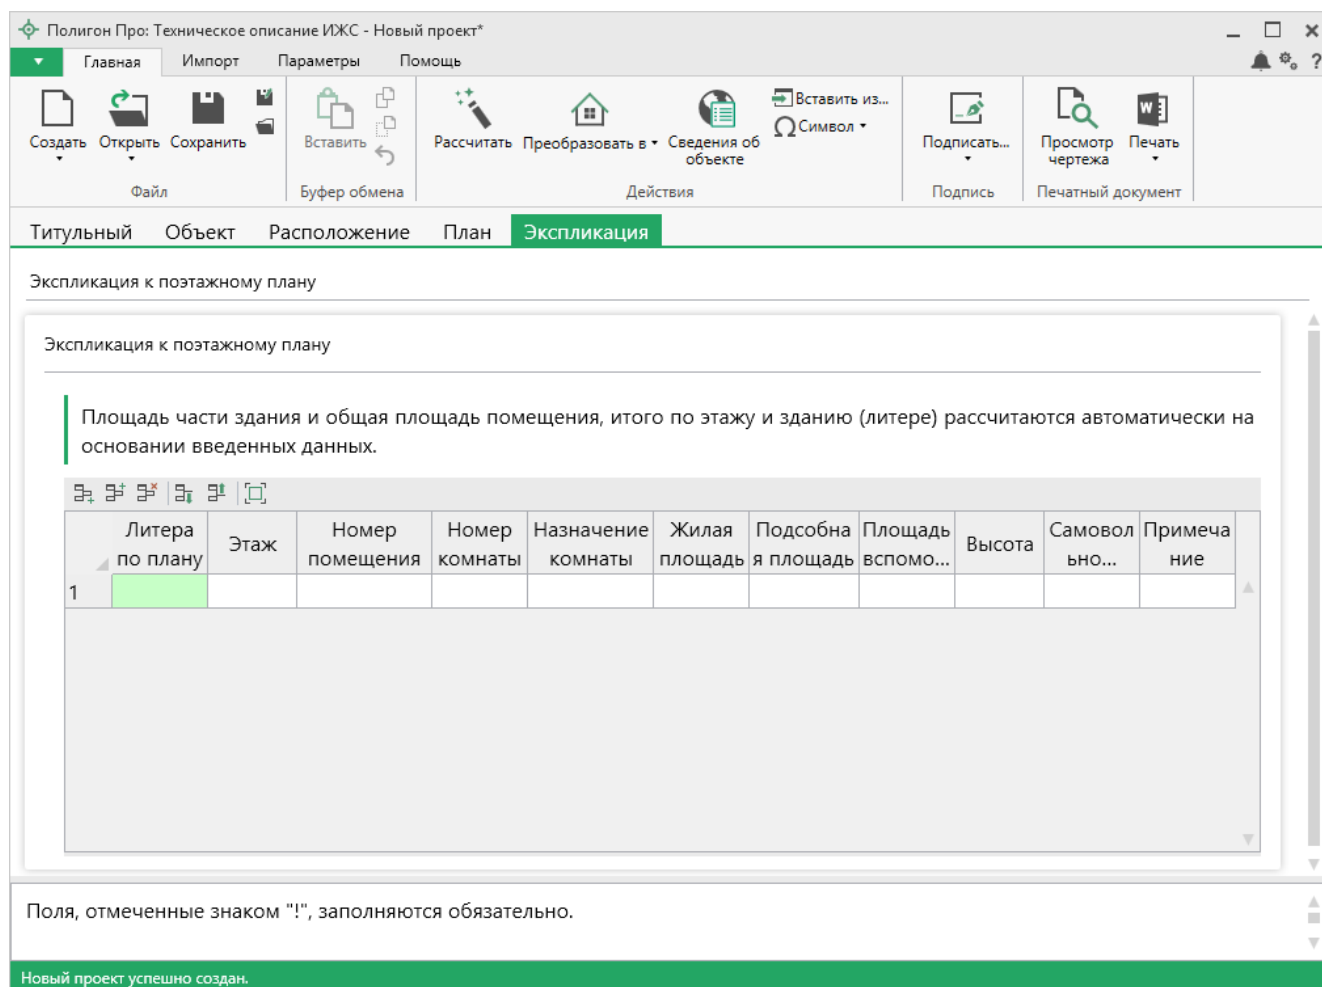 Полигон Про: Техническое описание ИЖС - Новый проект*
Главная Импорт Параметры Помощь
?
Создать Открыть Сохранить
Файл
Вставить
Буфер обмена
Рассчитать Преобразовать в Сведения об
объекте
Вставить из...
Символ
Действия
Подписать...
Подпись
Просмотр
чертежа
Печать
Печатный документ
Титульный Объект Расположение План Экспликация
Экспликация к поэтажному плану
Экспликация к поэтажному плану
Площадь части здания и общая площадь помещения, итого по этажу и зданию (литере) рассчитаются автоматически на
основании введенных данных.
Литера
по плану
Этаж
Номер
помещения
Номер
комнаты
Назначение
комнаты
Жилая
площадь
Подсобна
я площадь
Площадь
вспомо...
Высота
Самовол
ьно...
Примеча
ние
1
Поля, отмеченные знаком "!", заполняются обязательно.
Новый проект успешно создан.